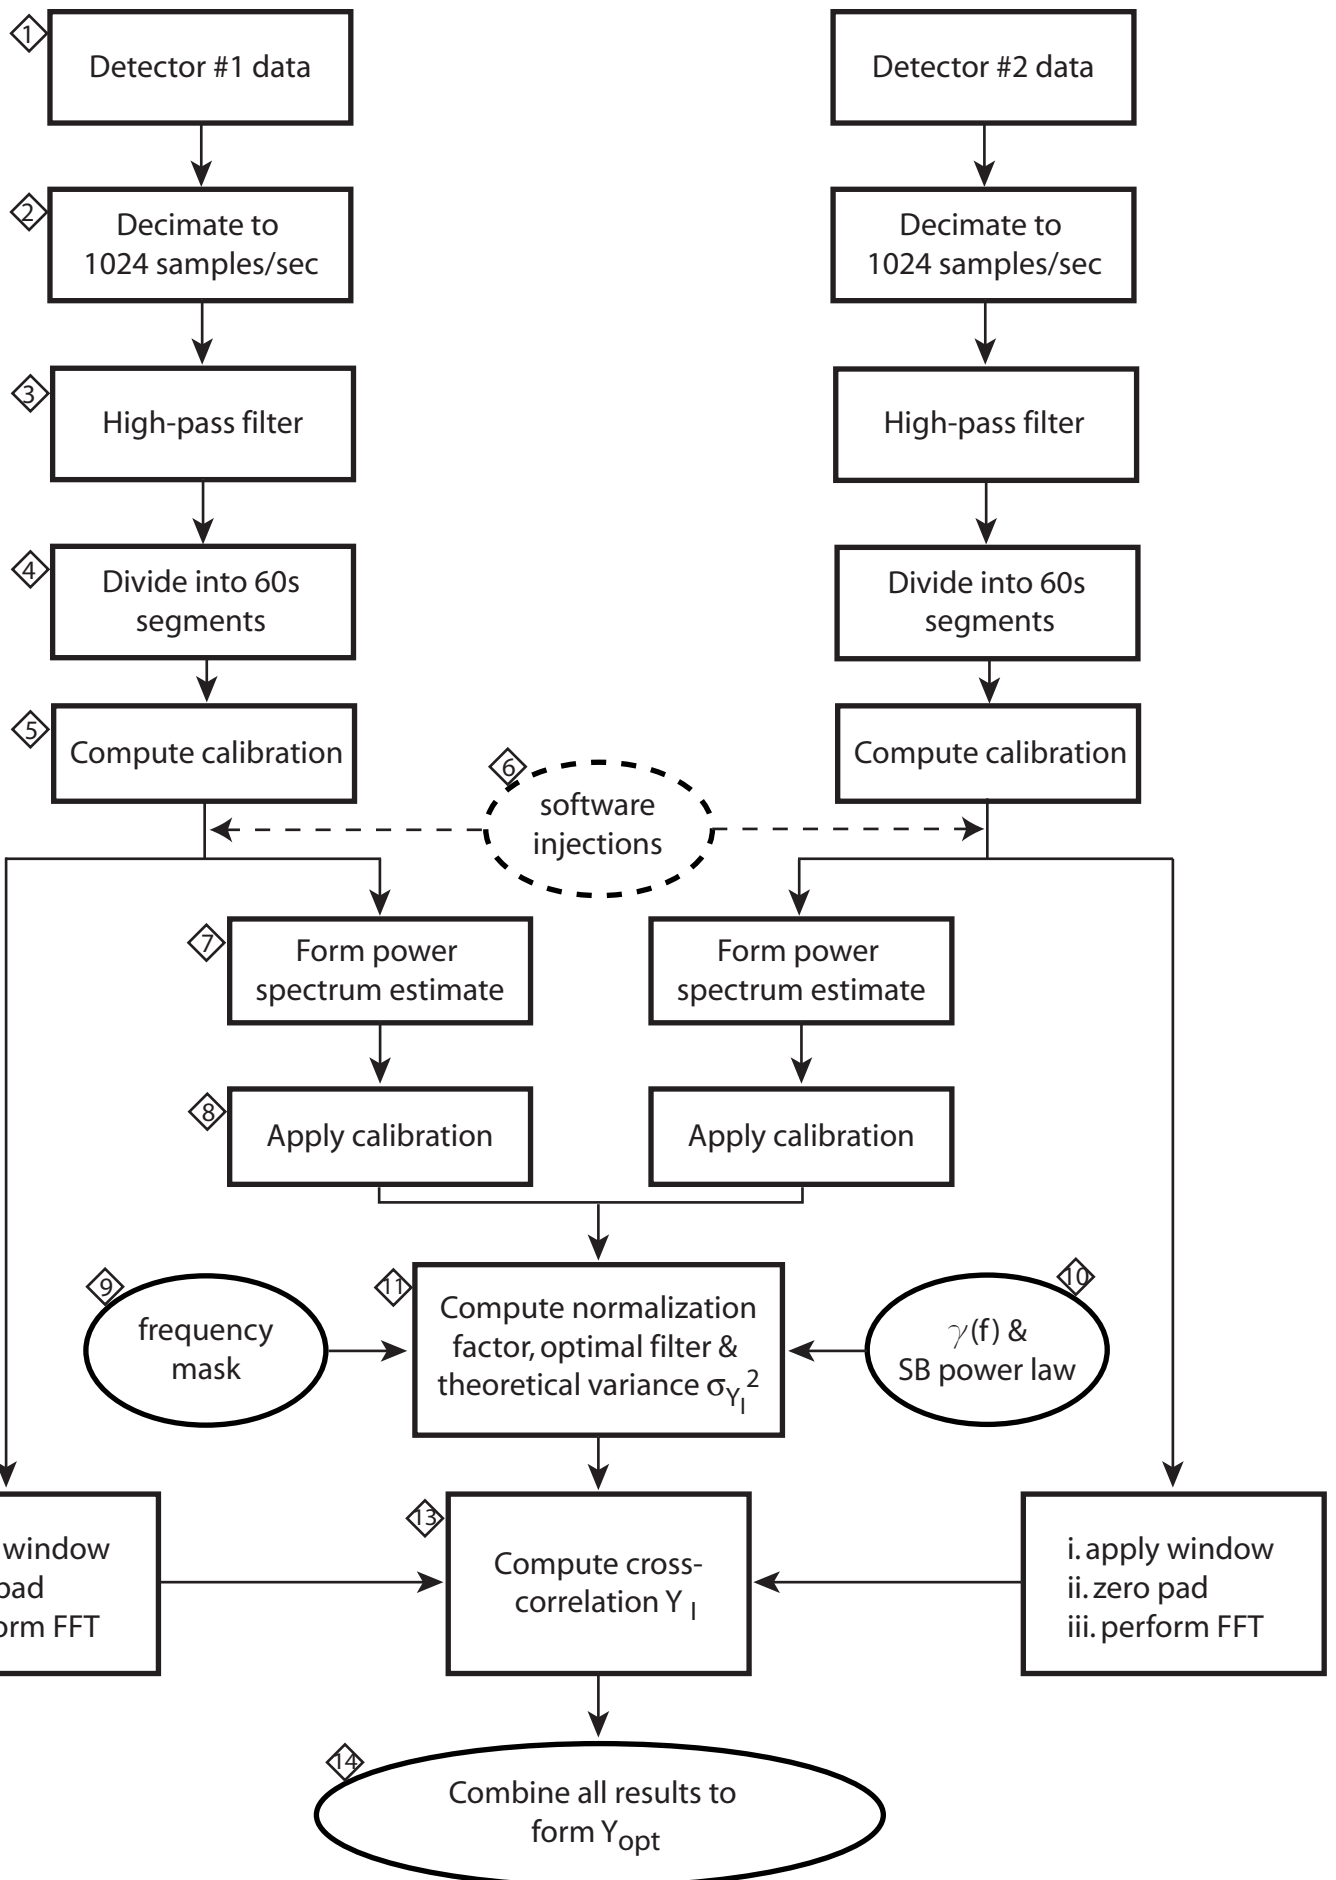 1
Detector #1 data
Detector #2 data
2
Decimate to
1024 samples/sec
Decimate to
1024 samples/sec
3
High-pass filter
High-pass filter
4
Divide into 60s
segments
Divide into 60s
segments
5
Compute calibration
Compute calibration
6
software
injections
7
Form power
spectrum estimate
Form power
spectrum estimate
8
Apply calibration
Apply calibration
9
frequency
mask
11
Compute normalization
factor, optimal filter &
theoretical variance σ_Y_I^2
10
γ(f) &
SB power law
window
pad
orm FFT
13
Compute cross-
correlation Y_I
i. apply window
ii. zero pad
iii. perform FFT
14
Combine all results to
form Y_opt